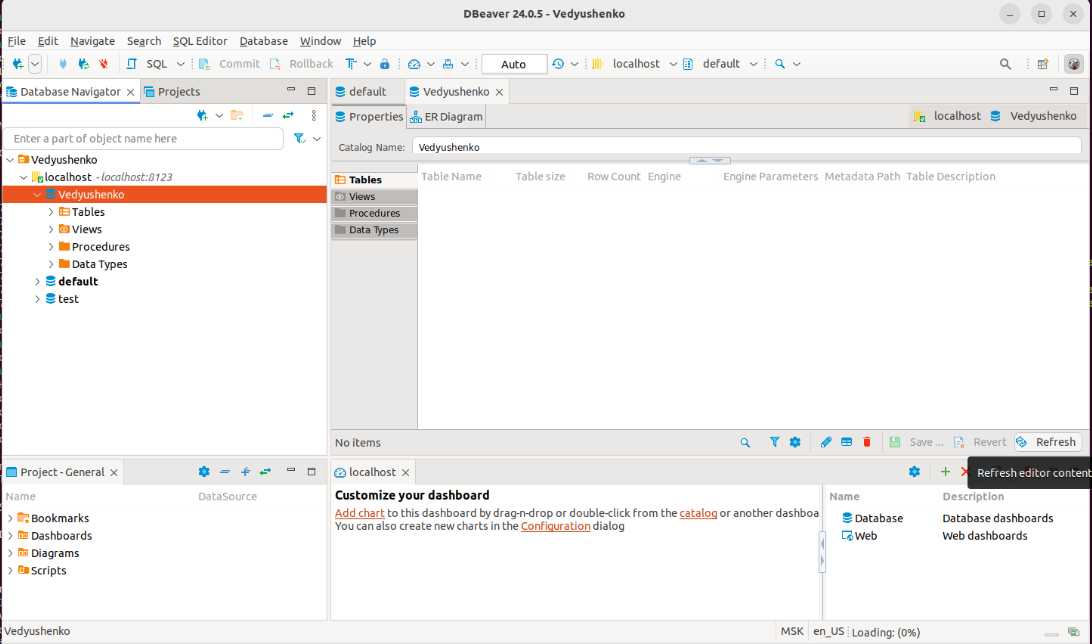 DBeaver 24.0.5 - Vedyushenko
File Edit Navigate Search SQL Editor Database Window Help
SQL Commit Rollback Auto localhost default
Database Navigator Projects
Enter a part of object name here
Vedyushenko
localhost - localhost:8123
Vedyushenko
Tables
Views
Procedures
Data Types
default
test
default Vedyushenko
Properties ER Diagram localhost Vedyushenko
Catalog Name: Vedyushenko
Tables
Views
Procedures
Data Types
Table Name Table size Row Count Engine Engine Parameters Metadata Path Table Description
No items Save ... Revert Refresh
Refresh editor content
Project - General
Name DataSource
Bookmarks
Dashboards
Diagrams
Scripts
localhost
Customize your dashboard
Add chart to this dashboard by drag-n-drop or double-click from the catalog or another dashboa
You can also create new charts in the Configuration dialog
Name Description
Database Database dashboards
Web Web dashboards
Vedyushenko MSK en_US Loading: (0%)